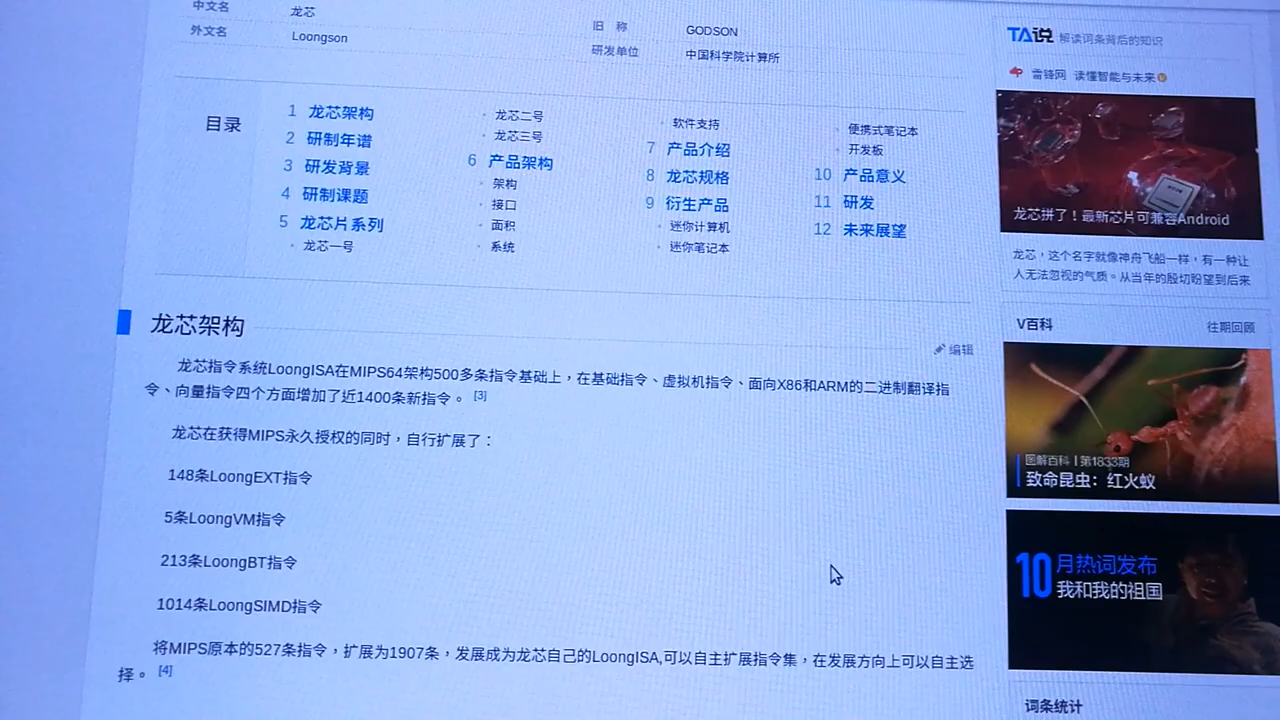 中文名 龙芯 旧 称 GODSON
外文名 Loongson 研发单位 中国科学院计算所
目录
1 龙芯架构
2 研制年谱
3 研发背景
4 研制课题
5 龙芯片系列
· 龙芯一号
· 龙芯二号
· 龙芯三号
6 产品架构
· 架构
· 接口
· 面积
· 系统
· 软件支持
7 产品介绍
8 龙芯规格
9 衍生产品
· 迷你计算机
· 迷你笔记本
· 便携式笔记本
· 开发板
10 产品意义
11 研发
12 未来展望
龙芯架构
编辑
龙芯指令系统LoongISA在MIPS64架构500多条指令基础上，在基础指令、虚拟机指令、面向X86和ARM的二进制翻译指
令、向量指令四个方面增加了近1400条新指令。 [3]
龙芯在获得MIPS永久授权的同时，自行扩展了：
148条LoongEXT指令
5条LoongVM指令
213条LoongBT指令
1014条LoongSIMD指令
将MIPS原本的527条指令，扩展为1907条，发展成为龙芯自己的LoongISA,可以自主扩展指令集，在发展方向上可以自主选
择。 [4]
TA说 解读词条背后的知识
雷锋网 读懂智能与未来
龙芯拼了！最新芯片可兼容Android
龙芯，这个名字就像神舟飞船一样，有一种让
人无法忽视的气质。从当年的殷切盼望到后来
V百科 往期回顾
图解百科 | 第1833期
致命昆虫：红火蚁
10月热词发布
我和我的祖国
词条统计